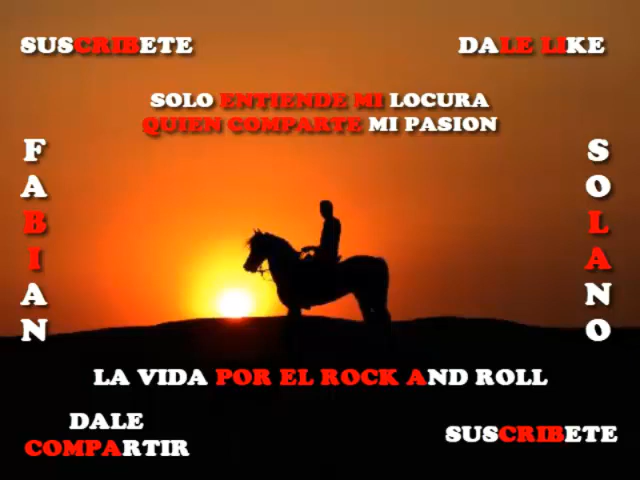 SUSCRIBETE
DALE LIKE
SOLO ENTIENDE MI LOCURA
QUIEN COMPARTE MI PASION
FABIAN
SOLANO
LA VIDA POR EL ROCK AND ROLL
DALE
COMPARTIR
SUSCRIBETE